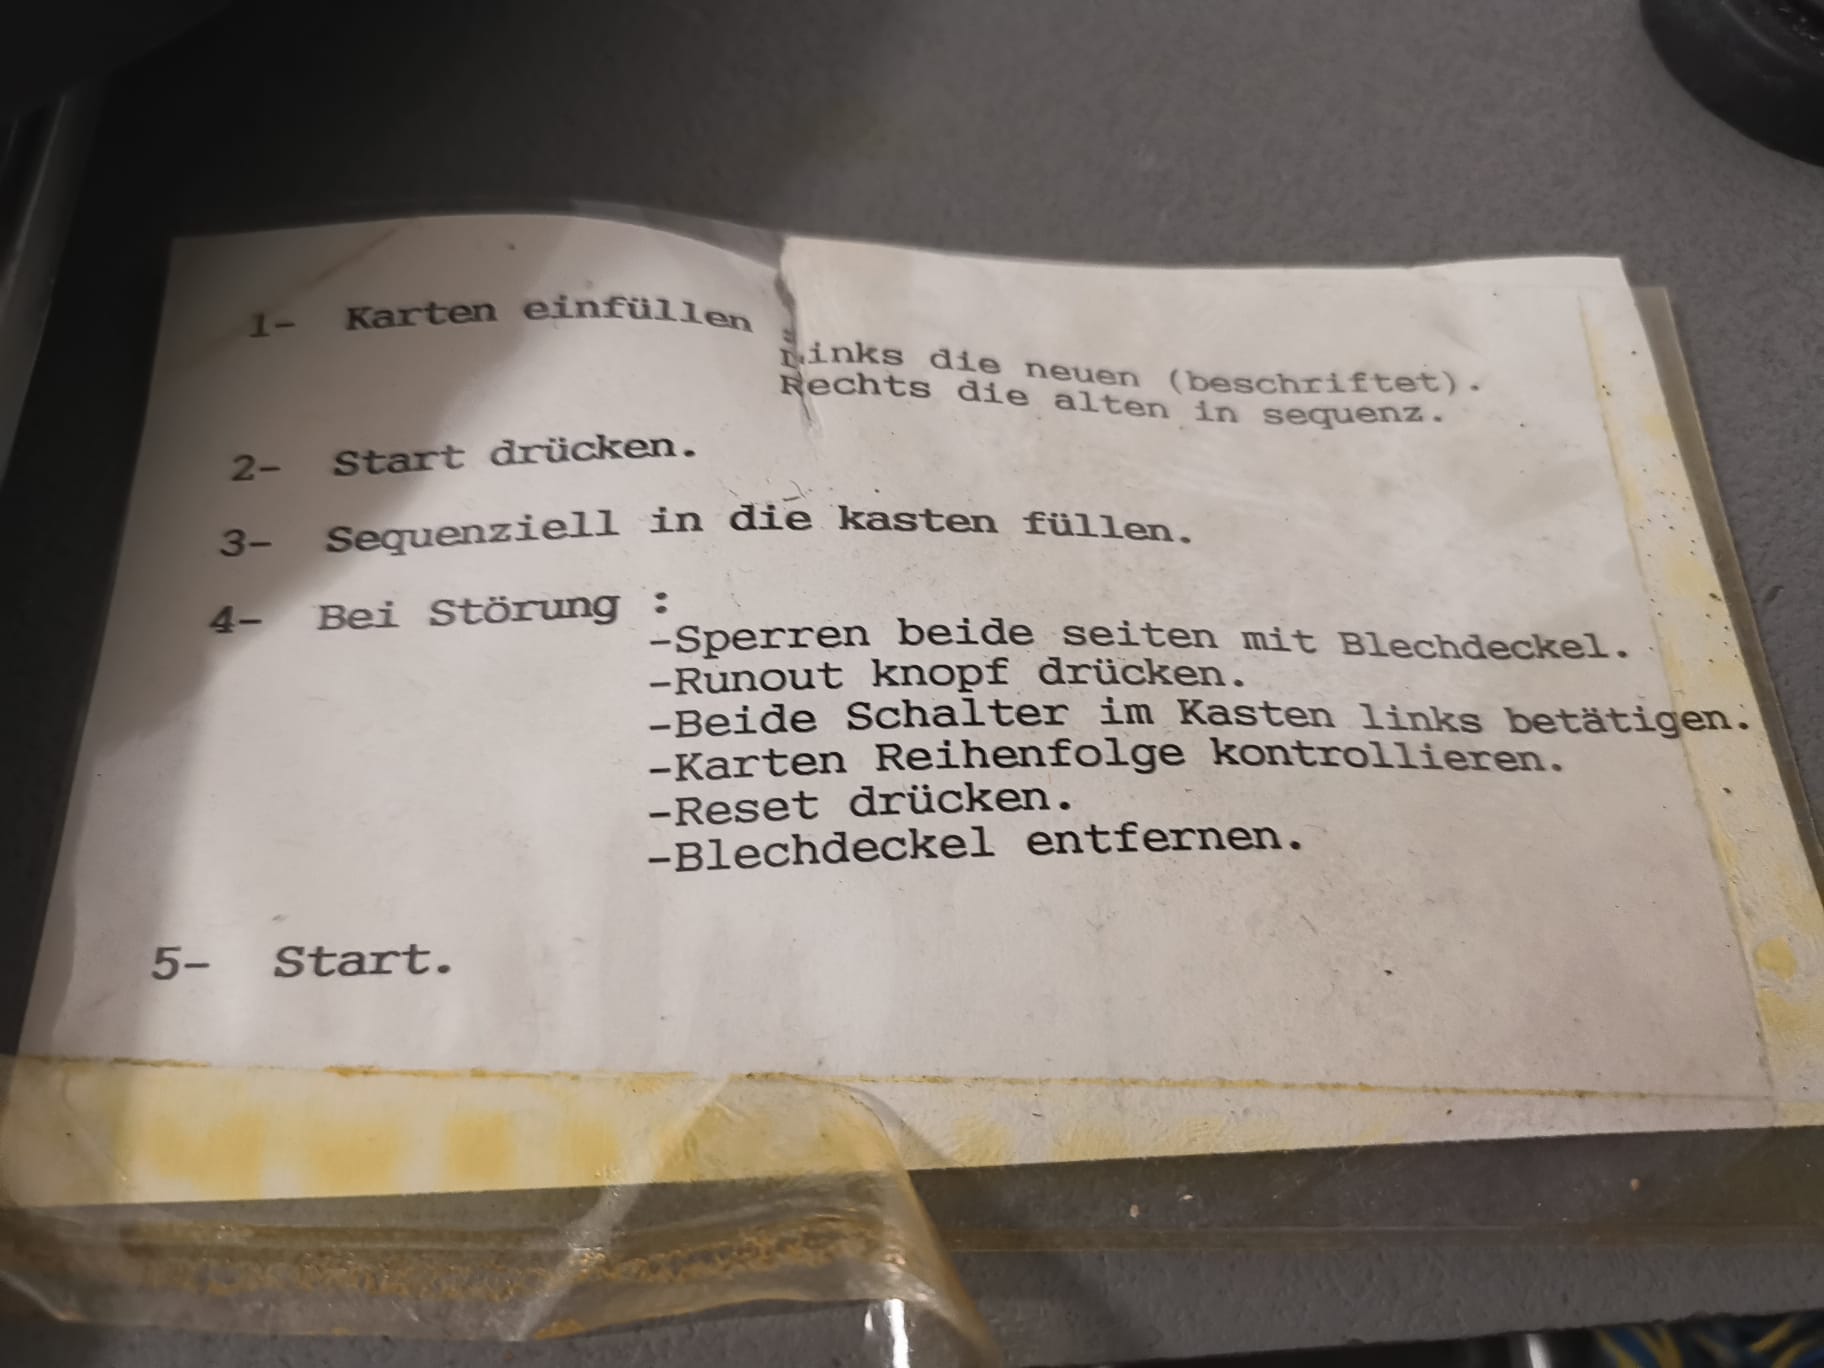 1- Karten einfüllen :
Links die neuen (beschriftet).
Rechts die alten in sequenz.
2- Start drücken.
3- Sequenziell in die kasten füllen.
4- Bei Störung :
-Sperren beide seiten mit Blechdeckel.
-Runout knopf drücken.
-Beide Schalter im Kasten links betätigen.
-Karten Reihenfolge kontrollieren.
-Reset drücken.
-Blechdeckel entfernen.
5- Start.